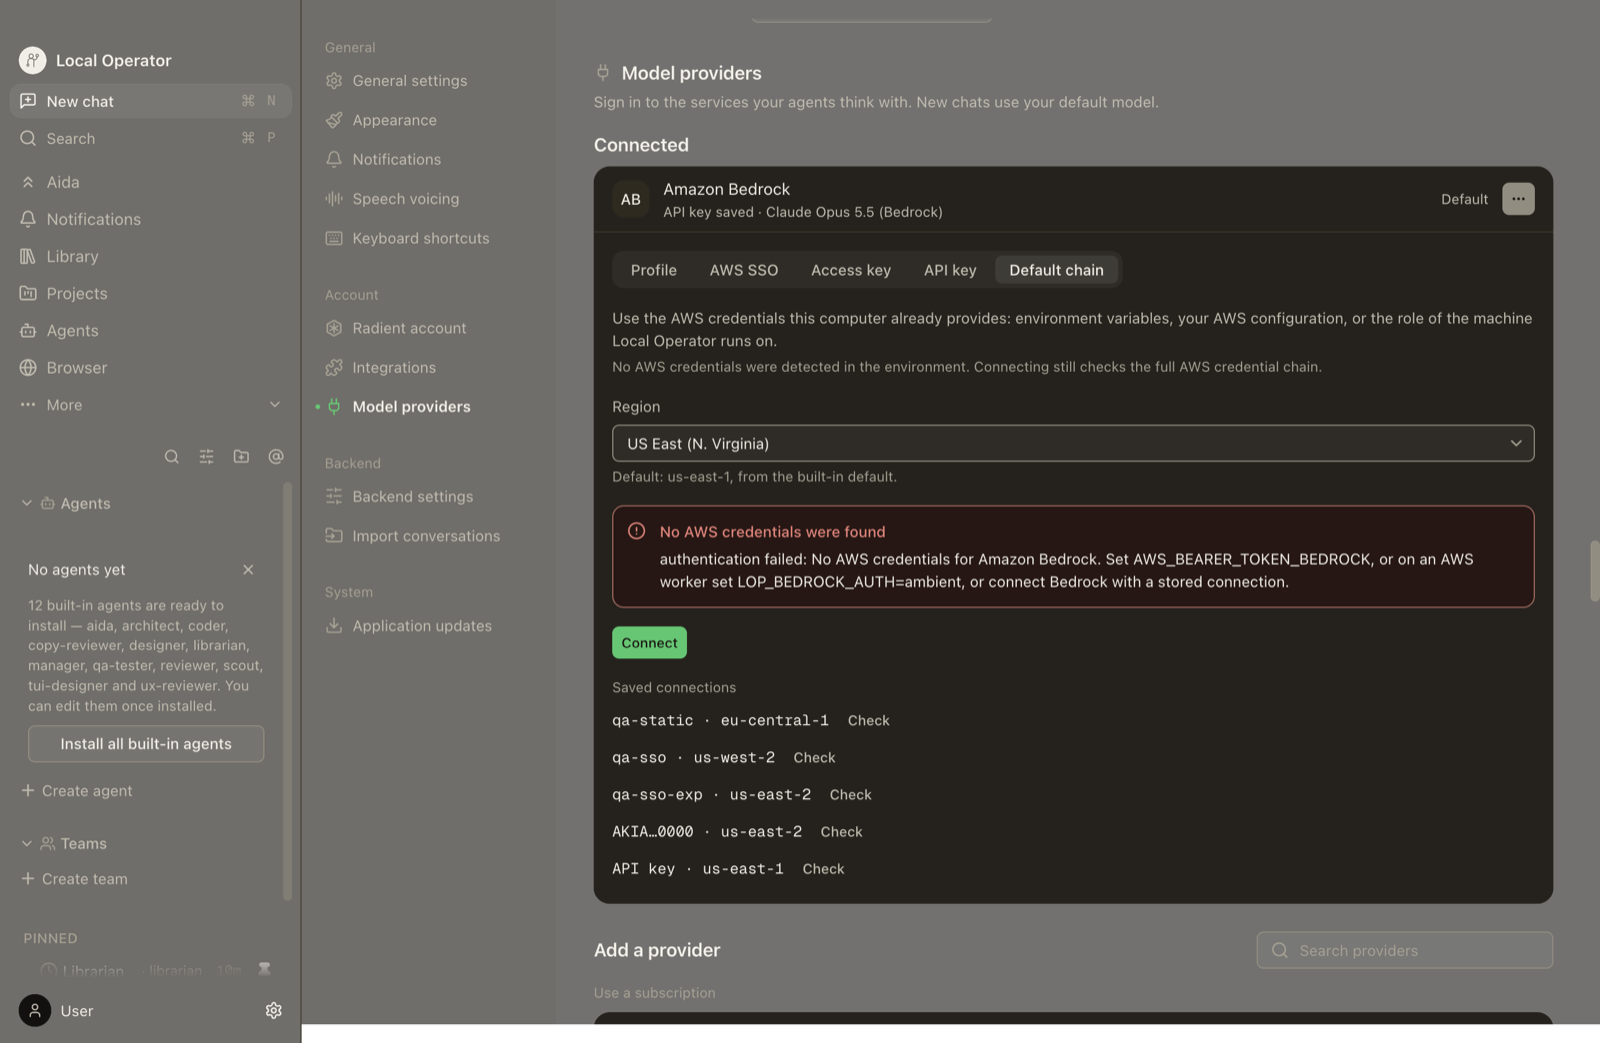 Local Operator
New chat ⌘ N
Search ⌘ P
Aida
Notifications
Library
Projects
Agents
Browser
More
Agents
No agents yet
12 built-in agents are ready to
install — aida, architect, coder,
copy-reviewer, designer, librarian,
manager, qa-tester, reviewer, scout,
tui-designer and ux-reviewer. You
can edit them once installed.
Install all built-in agents
Create agent
Teams
Create team
PINNED
Librarian · librarian 10m
User
General
General settings
Appearance
Notifications
Speech voicing
Keyboard shortcuts
Account
Radient account
Integrations
Model providers
Backend
Backend settings
Import conversations
System
Application updates
Model providers
Sign in to the services your agents think with. New chats use your default model.
Connected
AB
Amazon Bedrock
API key saved · Claude Opus 5.5 (Bedrock)
Default
Profile AWS SSO Access key API key Default chain
Use the AWS credentials this computer already provides: environment variables, your AWS configuration, or the role of the machine
Local Operator runs on.
No AWS credentials were detected in the environment. Connecting still checks the full AWS credential chain.
Region
US East (N. Virginia)
Default: us-east-1, from the built-in default.
No AWS credentials were found
authentication failed: No AWS credentials for Amazon Bedrock. Set AWS_BEARER_TOKEN_BEDROCK, or on an AWS
worker set LOP_BEDROCK_AUTH=ambient, or connect Bedrock with a stored connection.
Connect
Saved connections
qa-static · eu-central-1 Check
qa-sso · us-west-2 Check
qa-sso-exp · us-east-2 Check
AKIA…0000 · us-east-2 Check
API key · us-east-1 Check
Add a provider
Search providers
Use a subscription